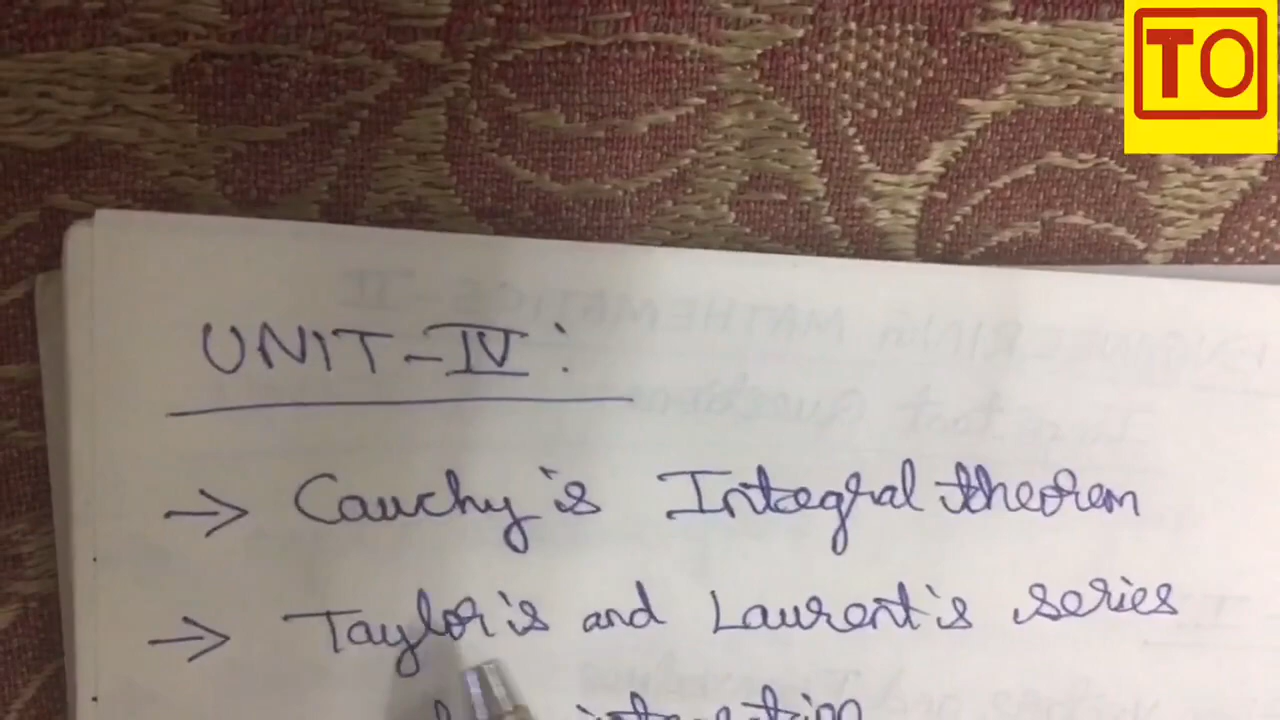 TO
UNIT-IV:
→ Cauchy's Integral theorem
→ Taylor's and Laurent's series